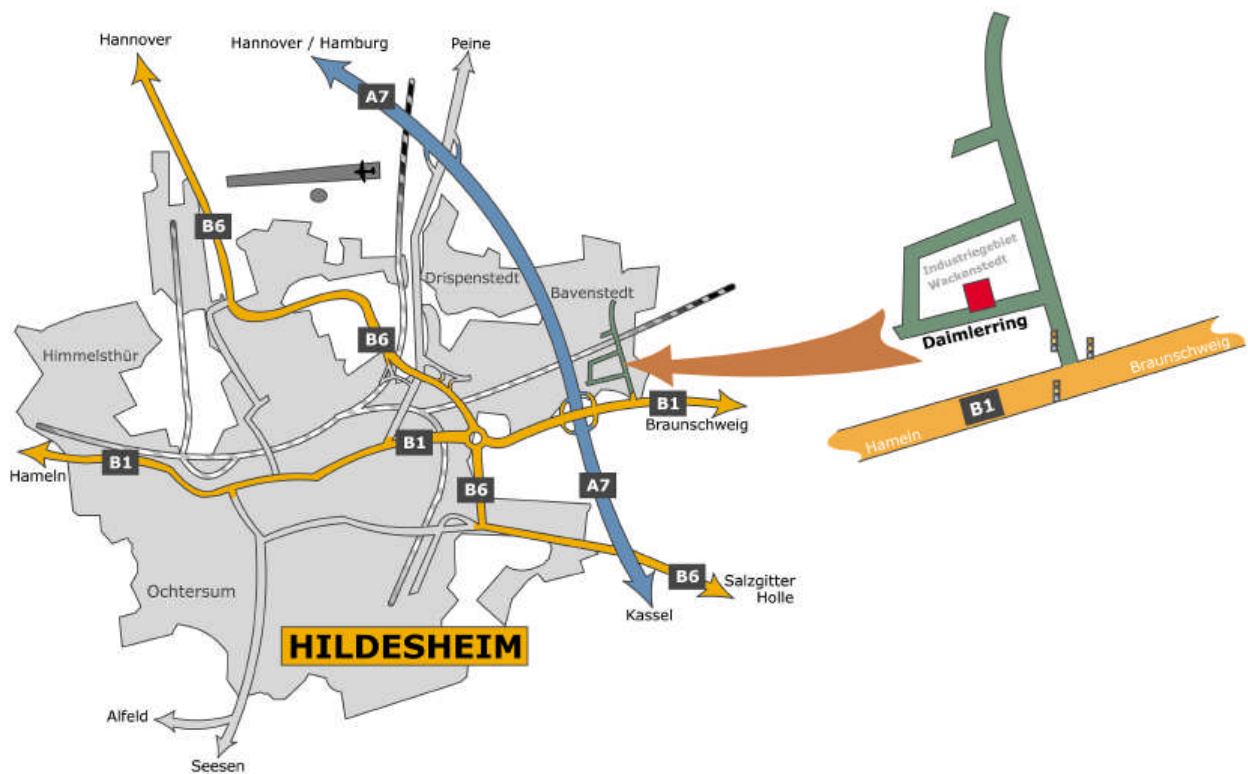 Hannover
Hannover / Hamburg
Peine
A7
B6
Drispenstedt
Bavenstedt
B6
Himmelsthür
B1
Braunschweig
B1
Hameln
B1
B6
A7
B6
Salzgitter
Holle
Kassel
Ochtersum
HILDESHEIM
Alfeld
Seesen
Industriegebiet
Wackenstedt
Daimlerring
Braunschweig
B1
Hameln